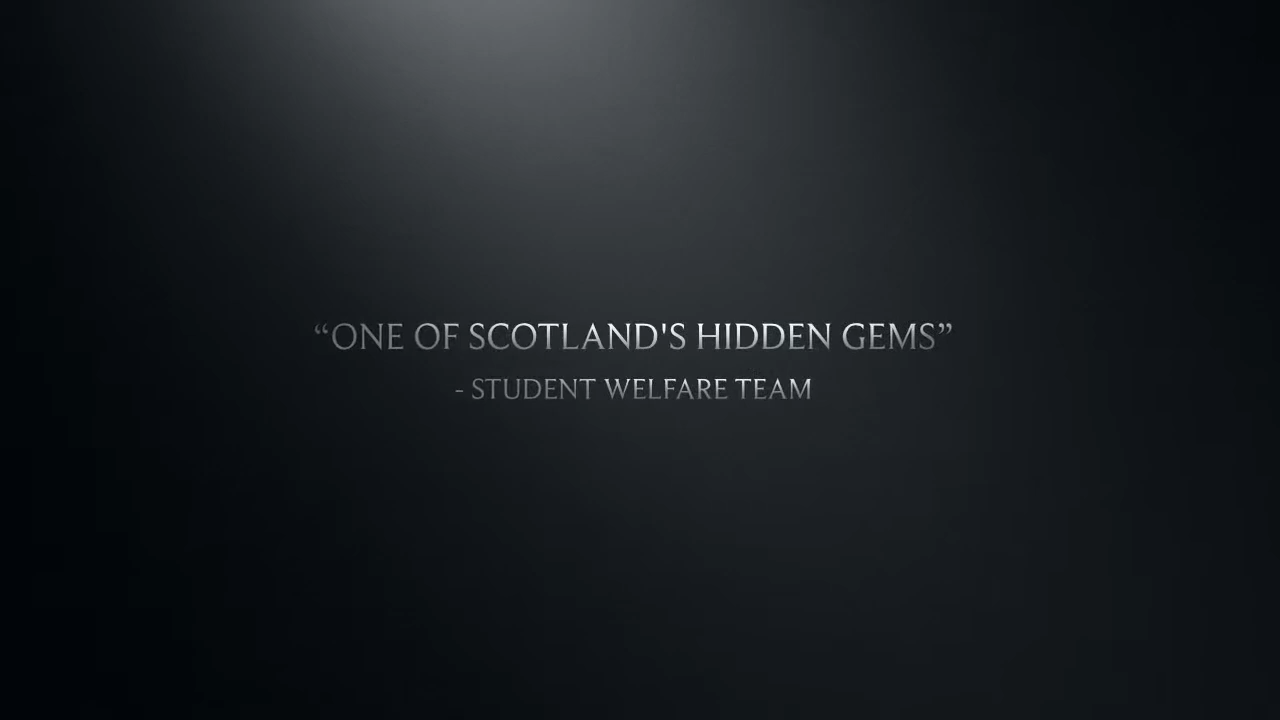 “ONE OF SCOTLAND'S HIDDEN GEMS”
- STUDENT WELFARE TEAM